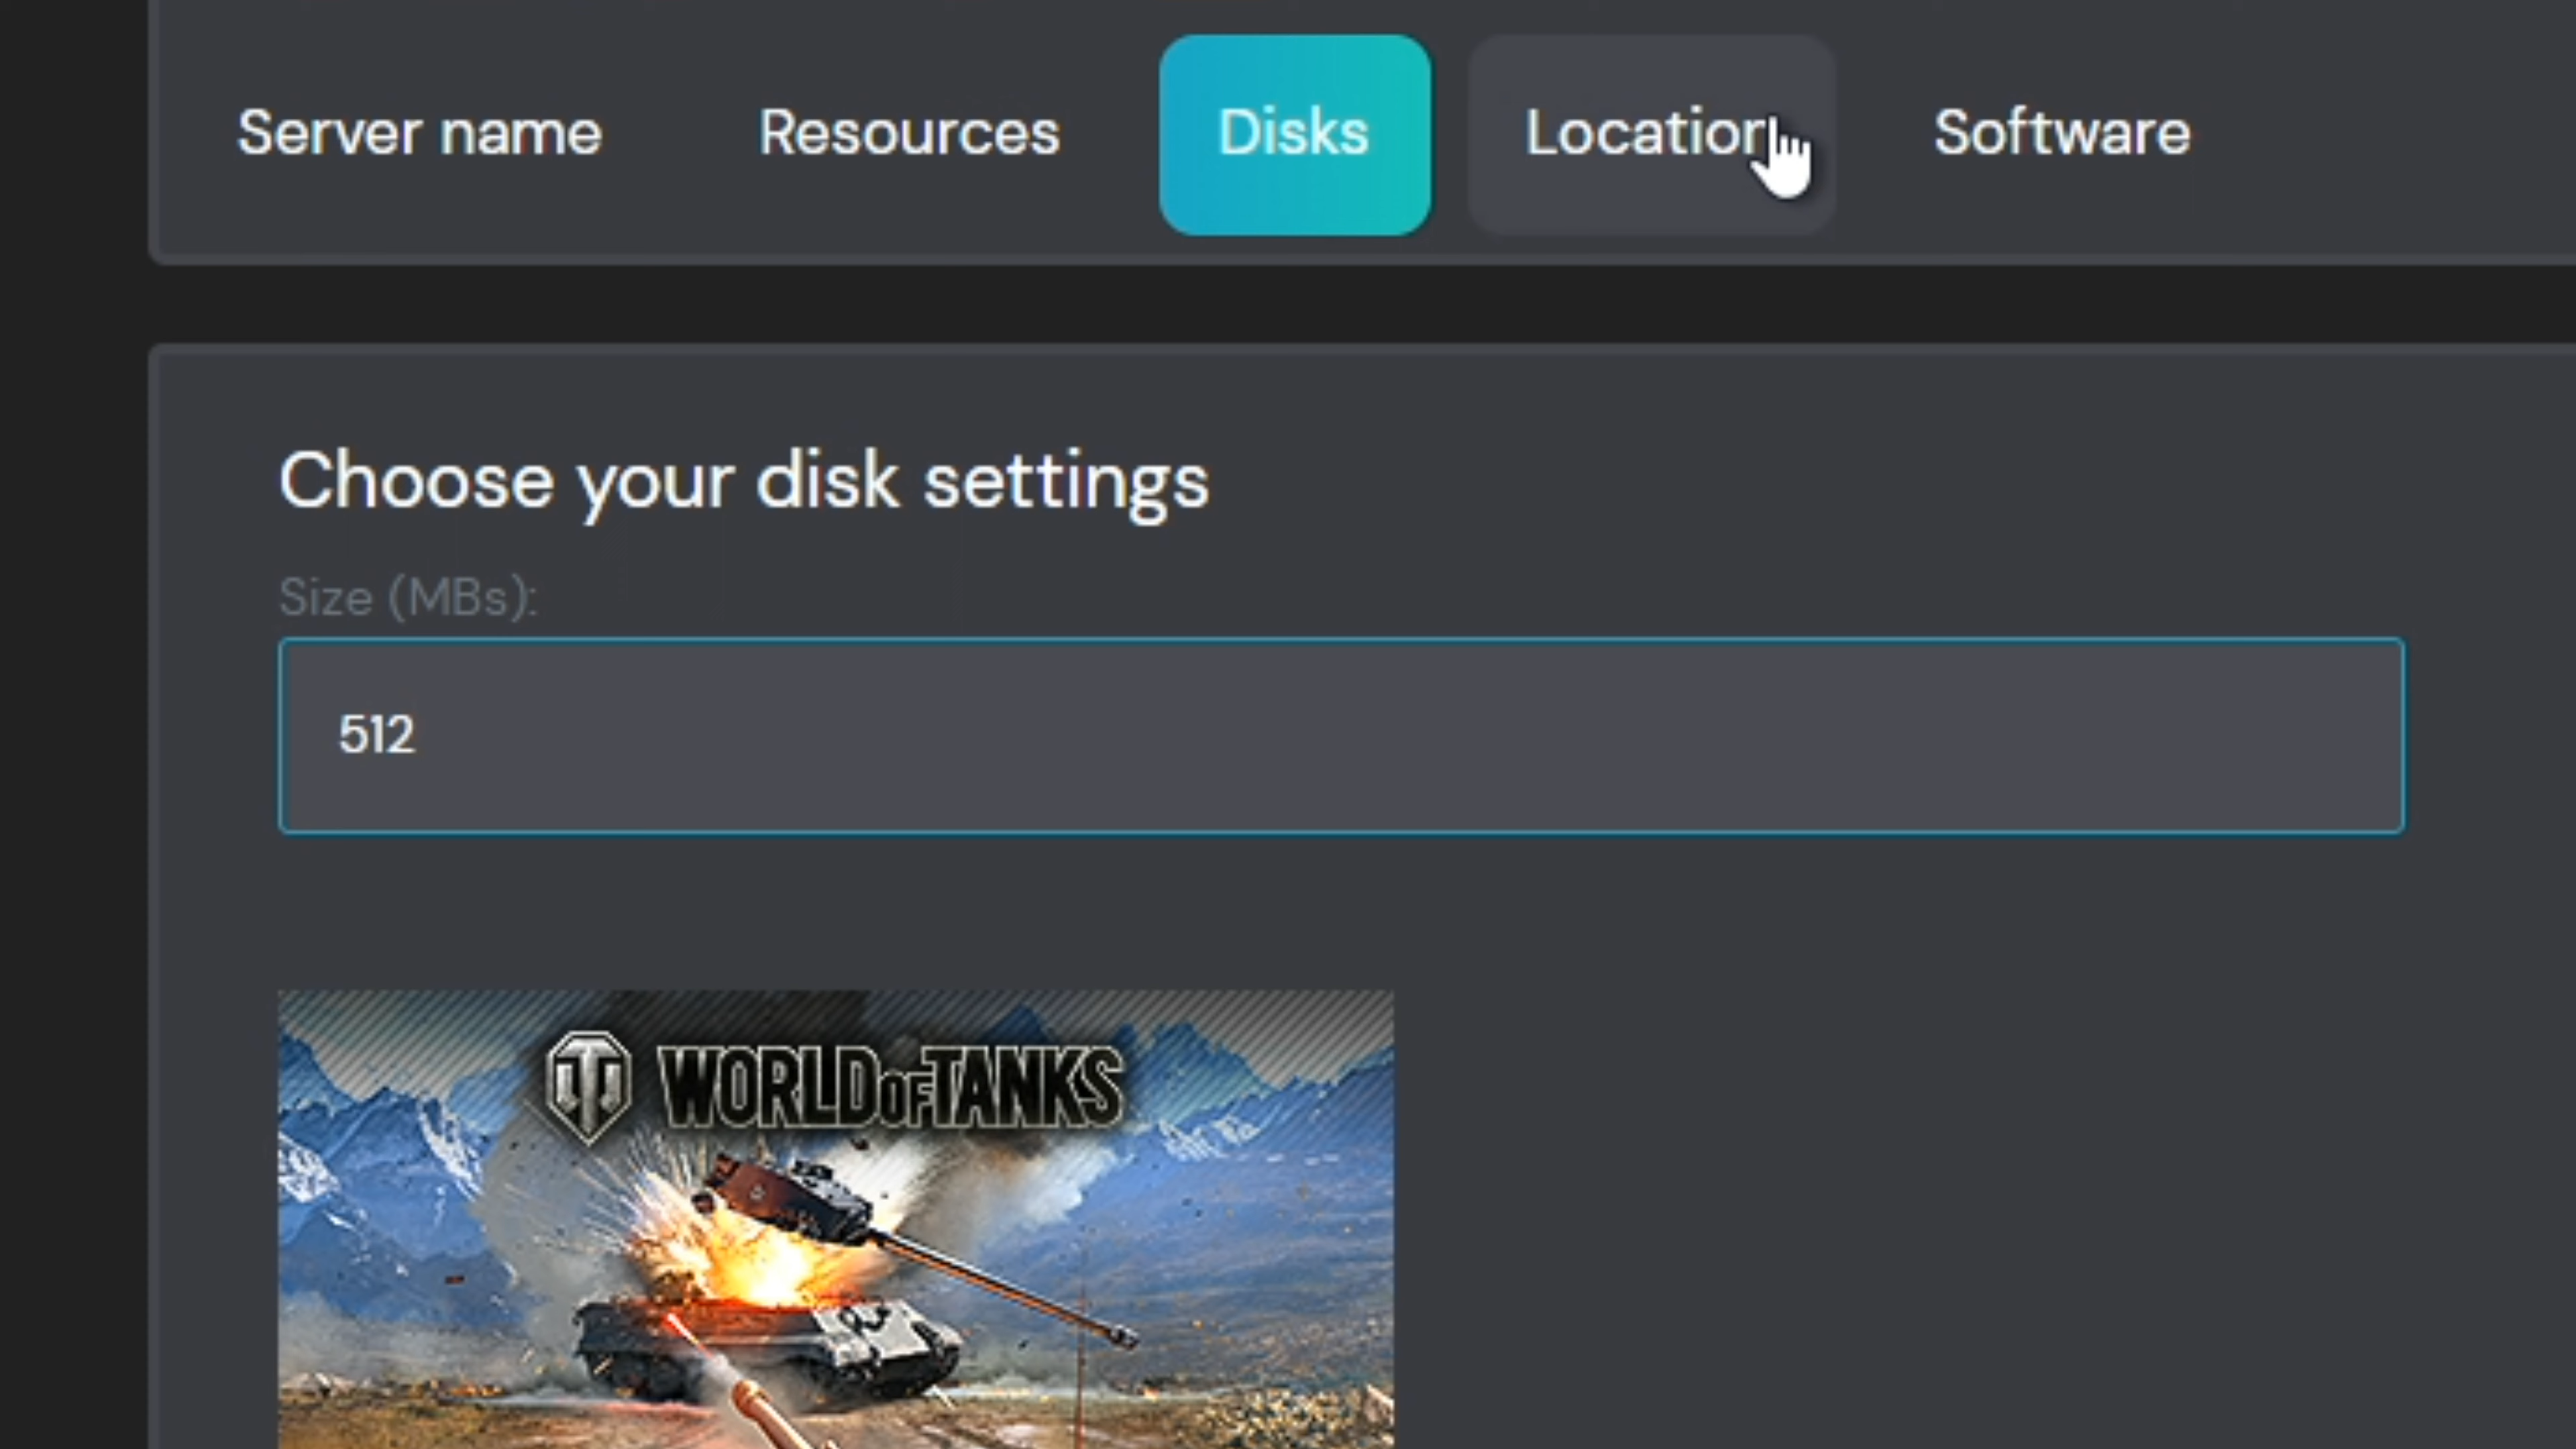 Server name Resources Disks Location Software
Choose your disk settings
Size (MBs):
512
WORLD OF TANKS